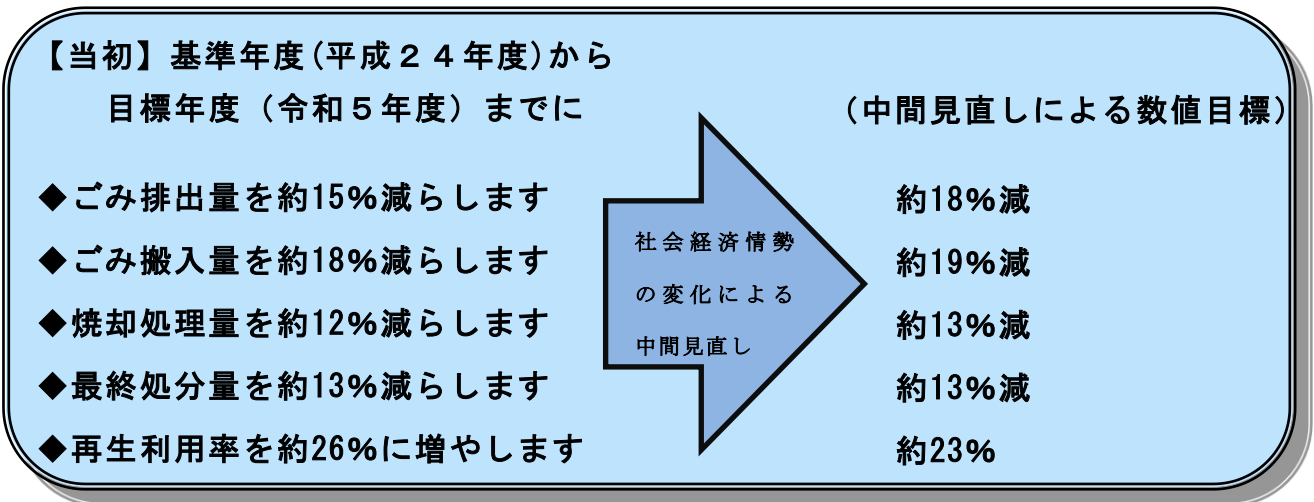 【当初】基準年度(平成２４年度)から
目標年度（令和５年度）までに
（中間見直しによる数値目標）
◆ごみ排出量を約15%減らします
約18%減
◆ごみ搬入量を約18%減らします
約19%減
◆焼却処理量を約12%減らします
約13%減
◆最終処分量を約13%減らします
約13%減
◆再生利用率を約26%に増やします
約23%
社会経済情勢
の変化による
中間見直し